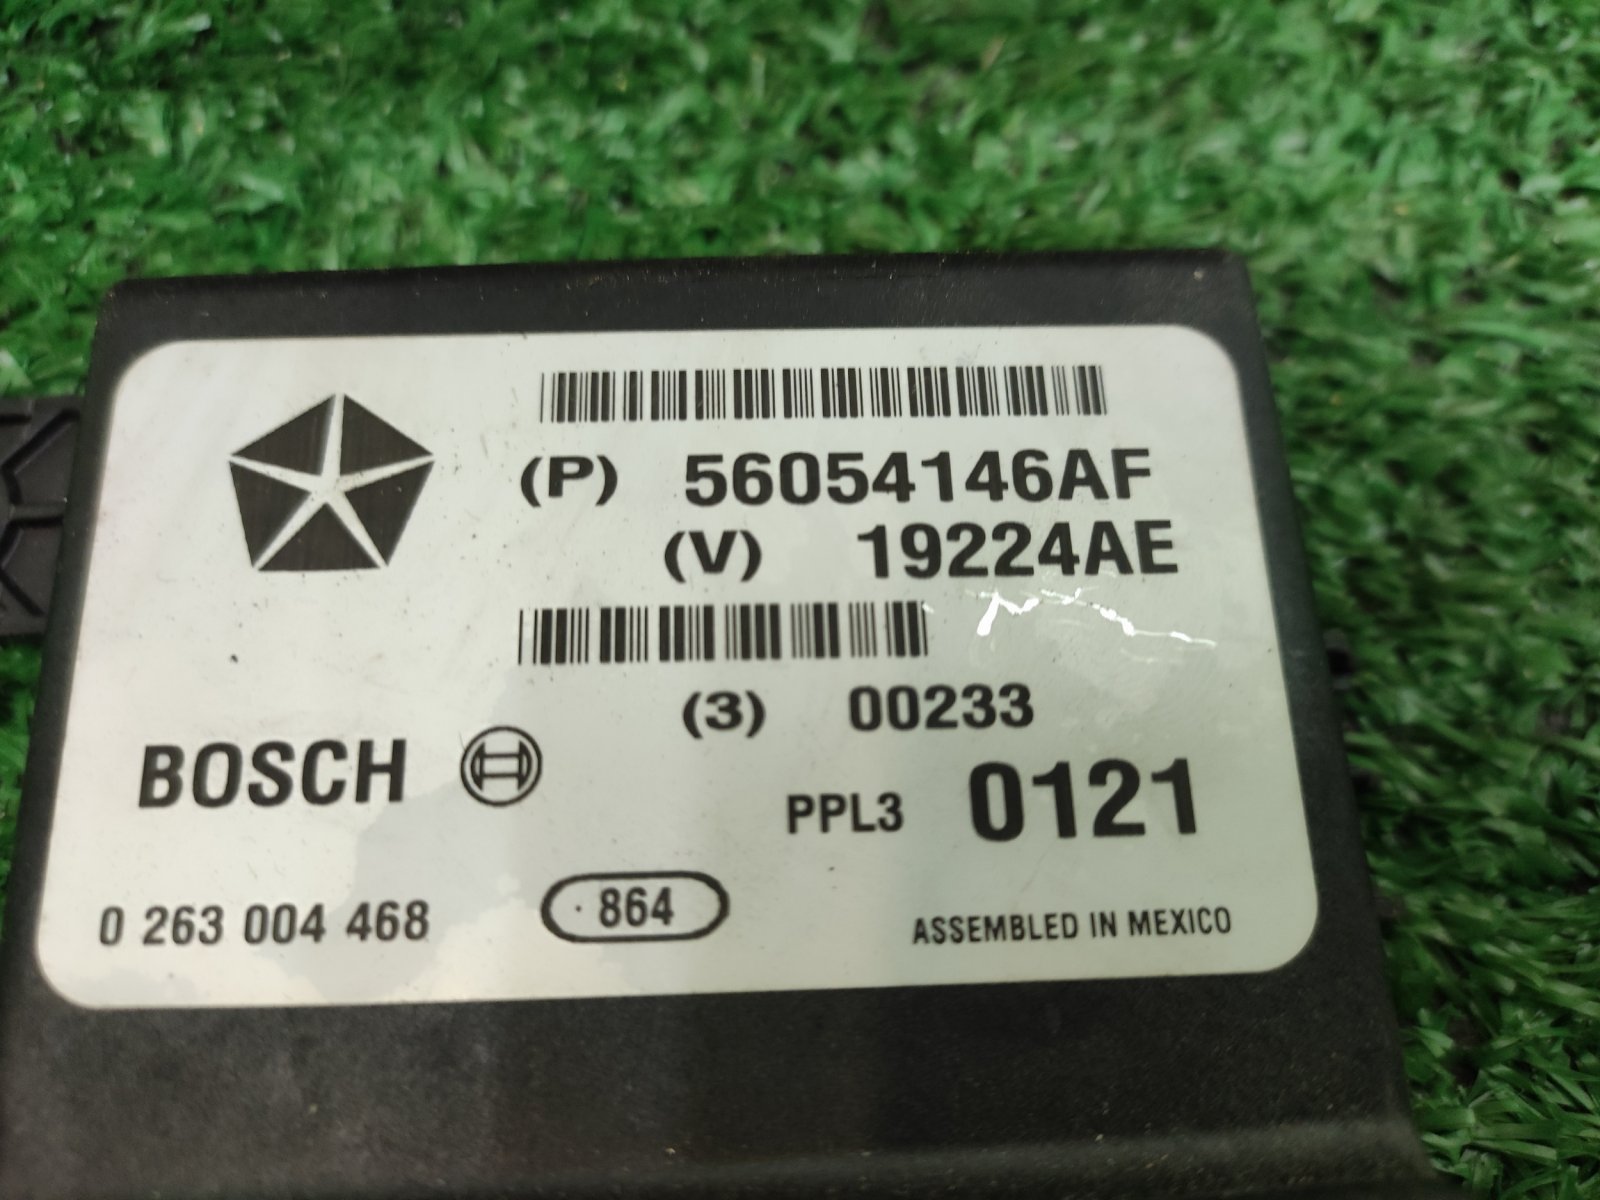 (P) 56054146AF
(V) 19224AE
(3) 00233
BOSCH
PPL3 0121
0 263 004 468
864
ASSEMBLED IN MEXICO